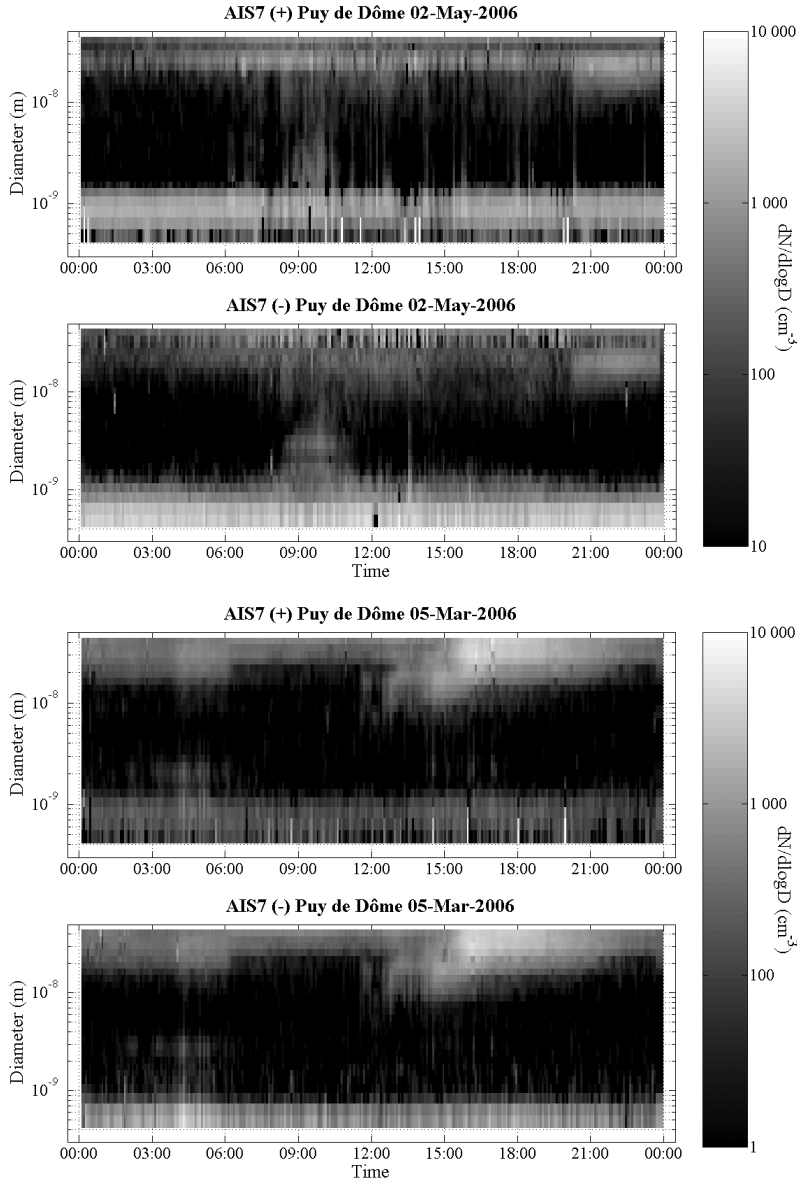 AIS7 (+) Puy de Dôme 02-May-2006
10 000
10-8
Diameter (m)
10-9
1 000
00:00 03:00 06:00 09:00 12:00 15:00 18:00 21:00 00:00
dN/dlogD (cm-3)
AIS7 (-) Puy de Dôme 02-May-2006
100
10-8
Diameter (m)
10-9
10
00:00 03:00 06:00 09:00 12:00 15:00 18:00 21:00 00:00
Time
AIS7 (+) Puy de Dôme 05-Mar-2006
10 000
10-8
Diameter (m)
10-9
1 000
00:00 03:00 06:00 09:00 12:00 15:00 18:00 21:00 00:00
dN/dlogD (cm-3)
AIS7 (-) Puy de Dôme 05-Mar-2006
100
10-8
Diameter (m)
10-9
1
00:00 03:00 06:00 09:00 12:00 15:00 18:00 21:00 00:00
Time